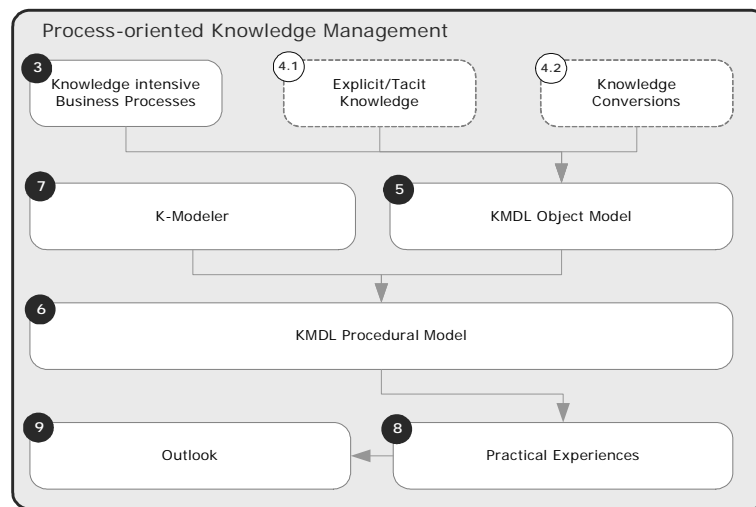 Process-oriented Knowledge Management
3
Knowledge intensive
Business Processes
4.1
Explicit/Tacit
Knowledge
4.2
Knowledge
Conversions
7
K-Modeler
5
KMDL Object Model
6
KMDL Procedural Model
9
Outlook
8
Practical Experiences